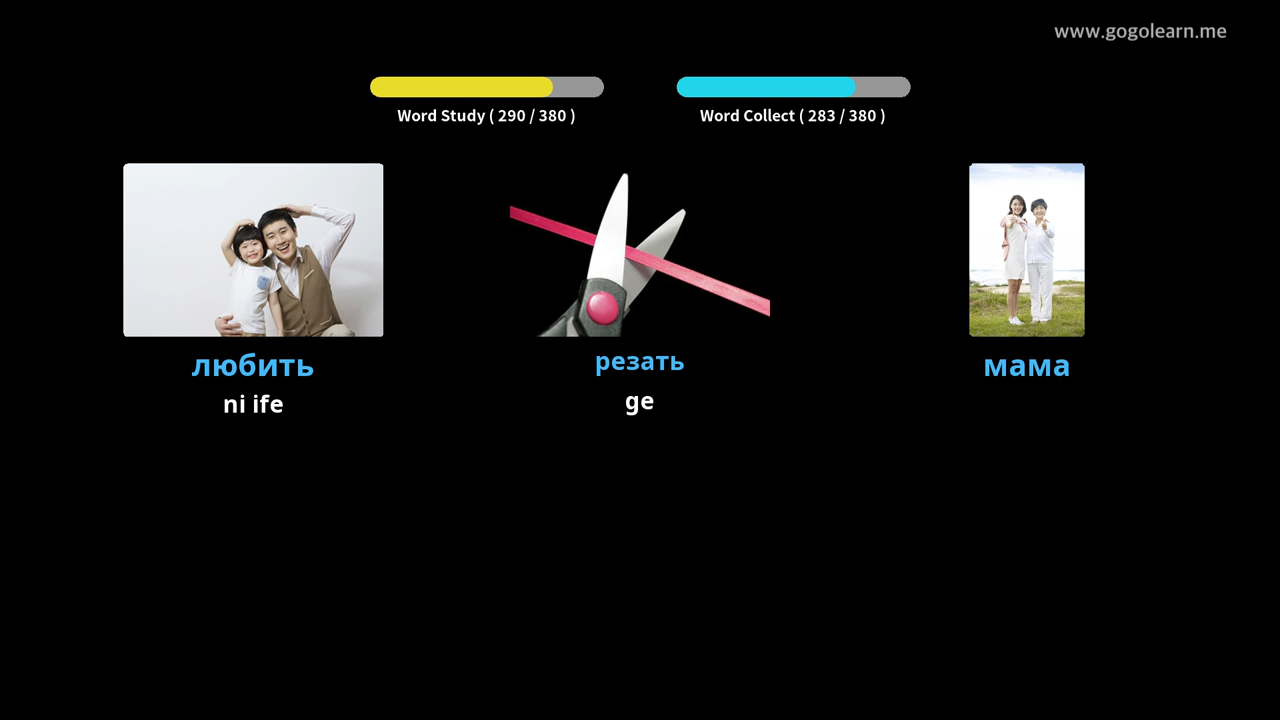 www.gogolearn.me
Word Study ( 290 / 380 )
Word Collect ( 283 / 380 )
любить
ni ife
резать
ge
мама